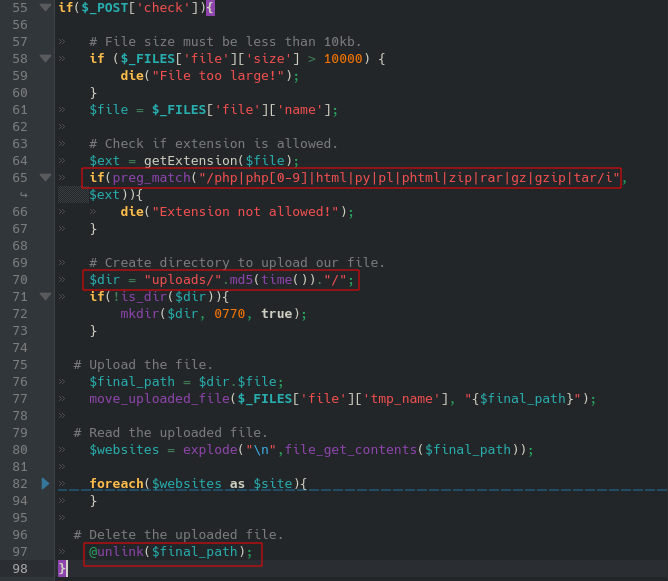 55 if($_POST['check']){
56
57 » # File size must be less than 10kb.
58 » if ($_FILES['file']['size'] > 10000) {
59 die("File too large!");
60 }
61 » $file = $_FILES['file']['name'];
62 »
63 » # Check if extension is allowed.
64 » $ext = getExtension($file);
65 » if(preg_match("/php|php[0-9]|html|py|pl|phtml|zip|rar|gz|gzip|tar/i",
↪ $ext)){
66 » » die("Extension not allowed!");
67 » }
68
69 » # Create directory to upload our file.
70 » $dir = "uploads/".md5(time())."/";
71 » if(!is_dir($dir)){
72 mkdir($dir, 0770, true);
73 » }
74
75 # Upload the file.
76 » $final_path = $dir.$file;
77 » move_uploaded_file($_FILES['file']['tmp_name'], "{$final_path}");
78 »
79 # Read the uploaded file.
80 » $websites = explode("\n",file_get_contents($final_path));
81 »
82 » foreach($websites as $site){
94 » }
95 »
96 # Delete the uploaded file.
97 » @unlink($final_path);
98 }